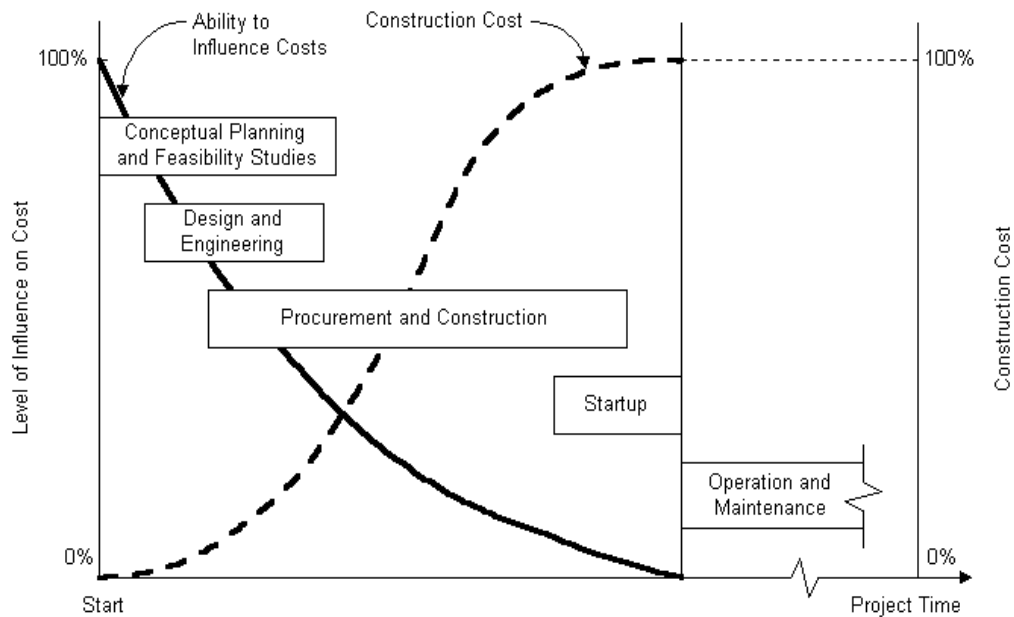 Ability to
Influence Costs
Construction Cost
100%
100%
Conceptual Planning
and Feasibility Studies
Design and
Engineering
Procurement and Construction
Startup
Operation and
Maintenance
Level of Influence on Cost
Construction Cost
0%
0%
Start
Project Time